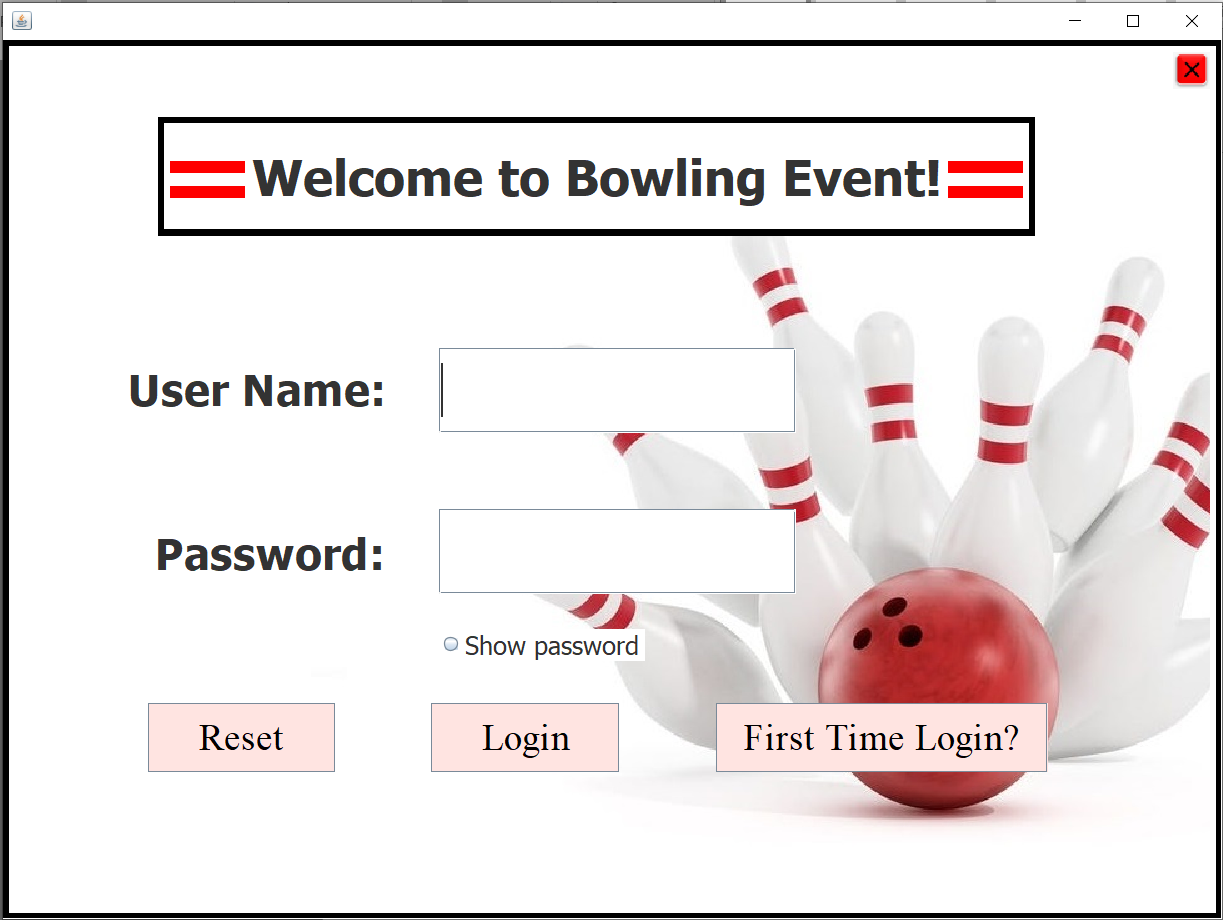 Welcome to Bowling Event!
User Name:
Password:
Show password
Reset
Login
First Time Login?